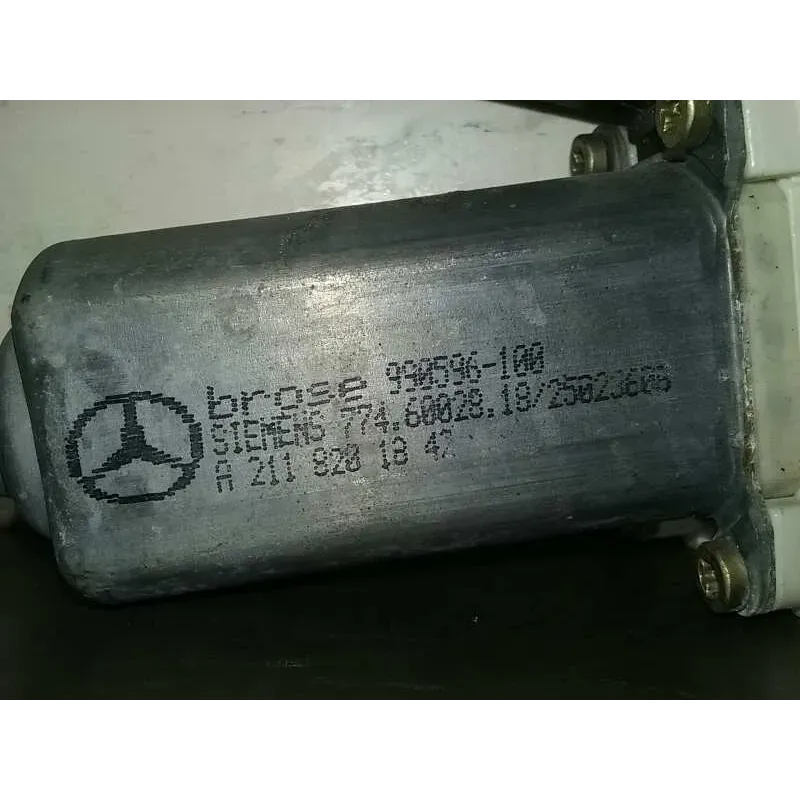 brose 990596-100
SIEMENS 774.60028.18/25023608
A 211 820 18 42